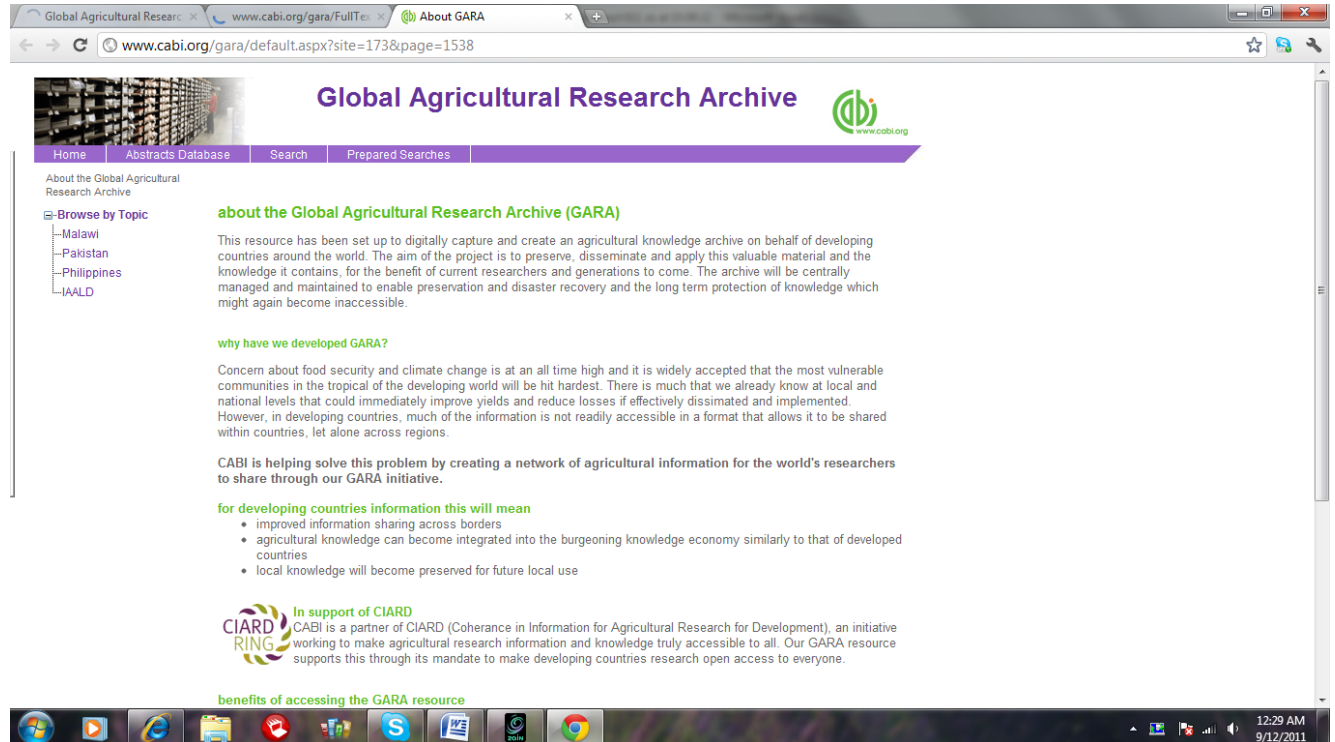 Global Agricultural Researc
www.cabi.org/gara/FullTex
About GARA
www.cabi.org/gara/default.aspx?site=173&page=1538
Global Agricultural Research Archive
cabi
www.cabi.org
Home
Abstracts Database
Search
Prepared Searches
About the Global Agricultural
Research Archive
Browse by Topic
Malawi
Pakistan
Philippines
IAALD
about the Global Agricultural Research Archive (GARA)
This resource has been set up to digitally capture and create an agricultural knowledge archive on behalf of developing
countries around the world. The aim of the project is to preserve, disseminate and apply this valuable material and the
knowledge it contains, for the benefit of current researchers and generations to come. The archive will be centrally
managed and maintained to enable preservation and disaster recovery and the long term protection of knowledge which
might again become inaccessible.
why have we developed GARA?
Concern about food security and climate change is at an all time high and it is widely accepted that the most vulnerable
communities in the tropical of the developing world will be hit hardest. There is much that we already know at local and
national levels that could immediately improve yields and reduce losses if effectively dissimated and implemented.
However, in developing countries, much of the information is not readily accessible in a format that allows it to be shared
within countries, let alone across regions.
CABI is helping solve this problem by creating a network of agricultural information for the world's researchers
to share through our GARA initiative.
for developing countries information this will mean
improved information sharing across borders
agricultural knowledge can become integrated into the burgeoning knowledge economy similarly to that of developed
countries
local knowledge will become preserved for future local use
CIARD
RING
In support of CIARD
CABI is a partner of CIARD (Coherance in Information for Agricultural Research for Development), an initiative
working to make agricultural research information and knowledge truly accessible to all. Our GARA resource
supports this through its mandate to make developing countries research open access to everyone.
benefits of accessing the GARA resource
zain
12:29 AM
9/12/2011